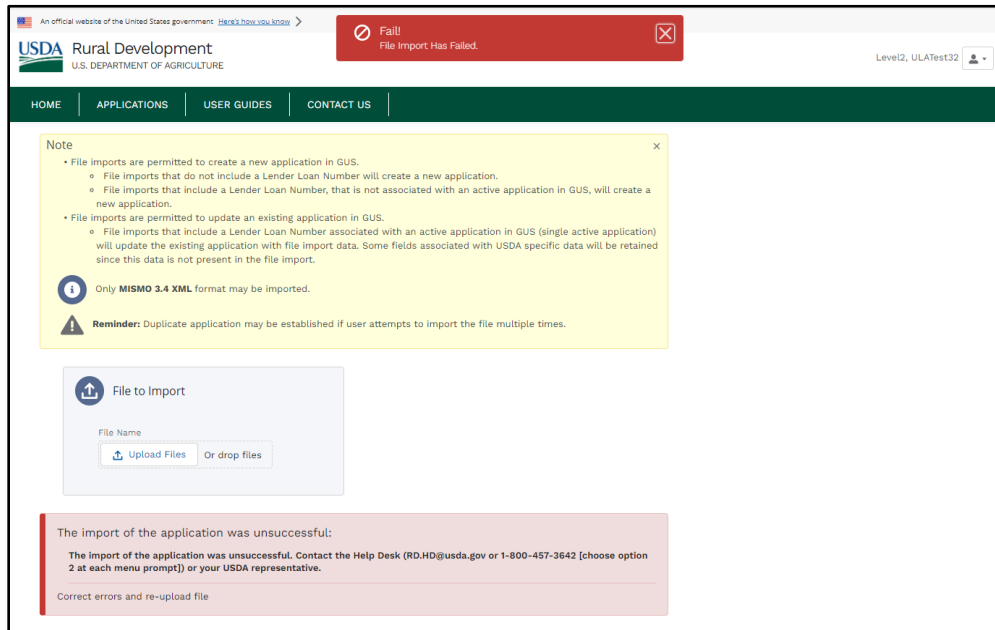 An official website of the United States government Here's how you know
Fail!
File Import Has Failed.
USDA Rural Development
U.S. DEPARTMENT OF AGRICULTURE
Level2, ULATest32
HOME APPLICATIONS USER GUIDES CONTACT US
Note
• File imports are permitted to create a new application in GUS.
File imports that do not include a Lender Loan Number will create a new application.
File imports that include a Lender Loan Number, that is not associated with an active application in GUS, will create a
new application.
• File imports are permitted to update an existing application in GUS.
File imports that include a Lender Loan Number associated with an active application in GUS (single active application)
will update the existing application with file import data. Some fields associated with USDA specific data will be retained
since this data is not present in the file import.
Only MISMO 3.4 XML format may be imported.
Reminder: Duplicate application may be established if user attempts to import the file multiple times.
File to Import
File Name
Upload Files Or drop files
The import of the application was unsuccessful:
The import of the application was unsuccessful. Contact the Help Desk (RD.HD@usda.gov or 1-800-457-3642 [choose option
2 at each menu prompt]) or your USDA representative.
Correct errors and re-upload file